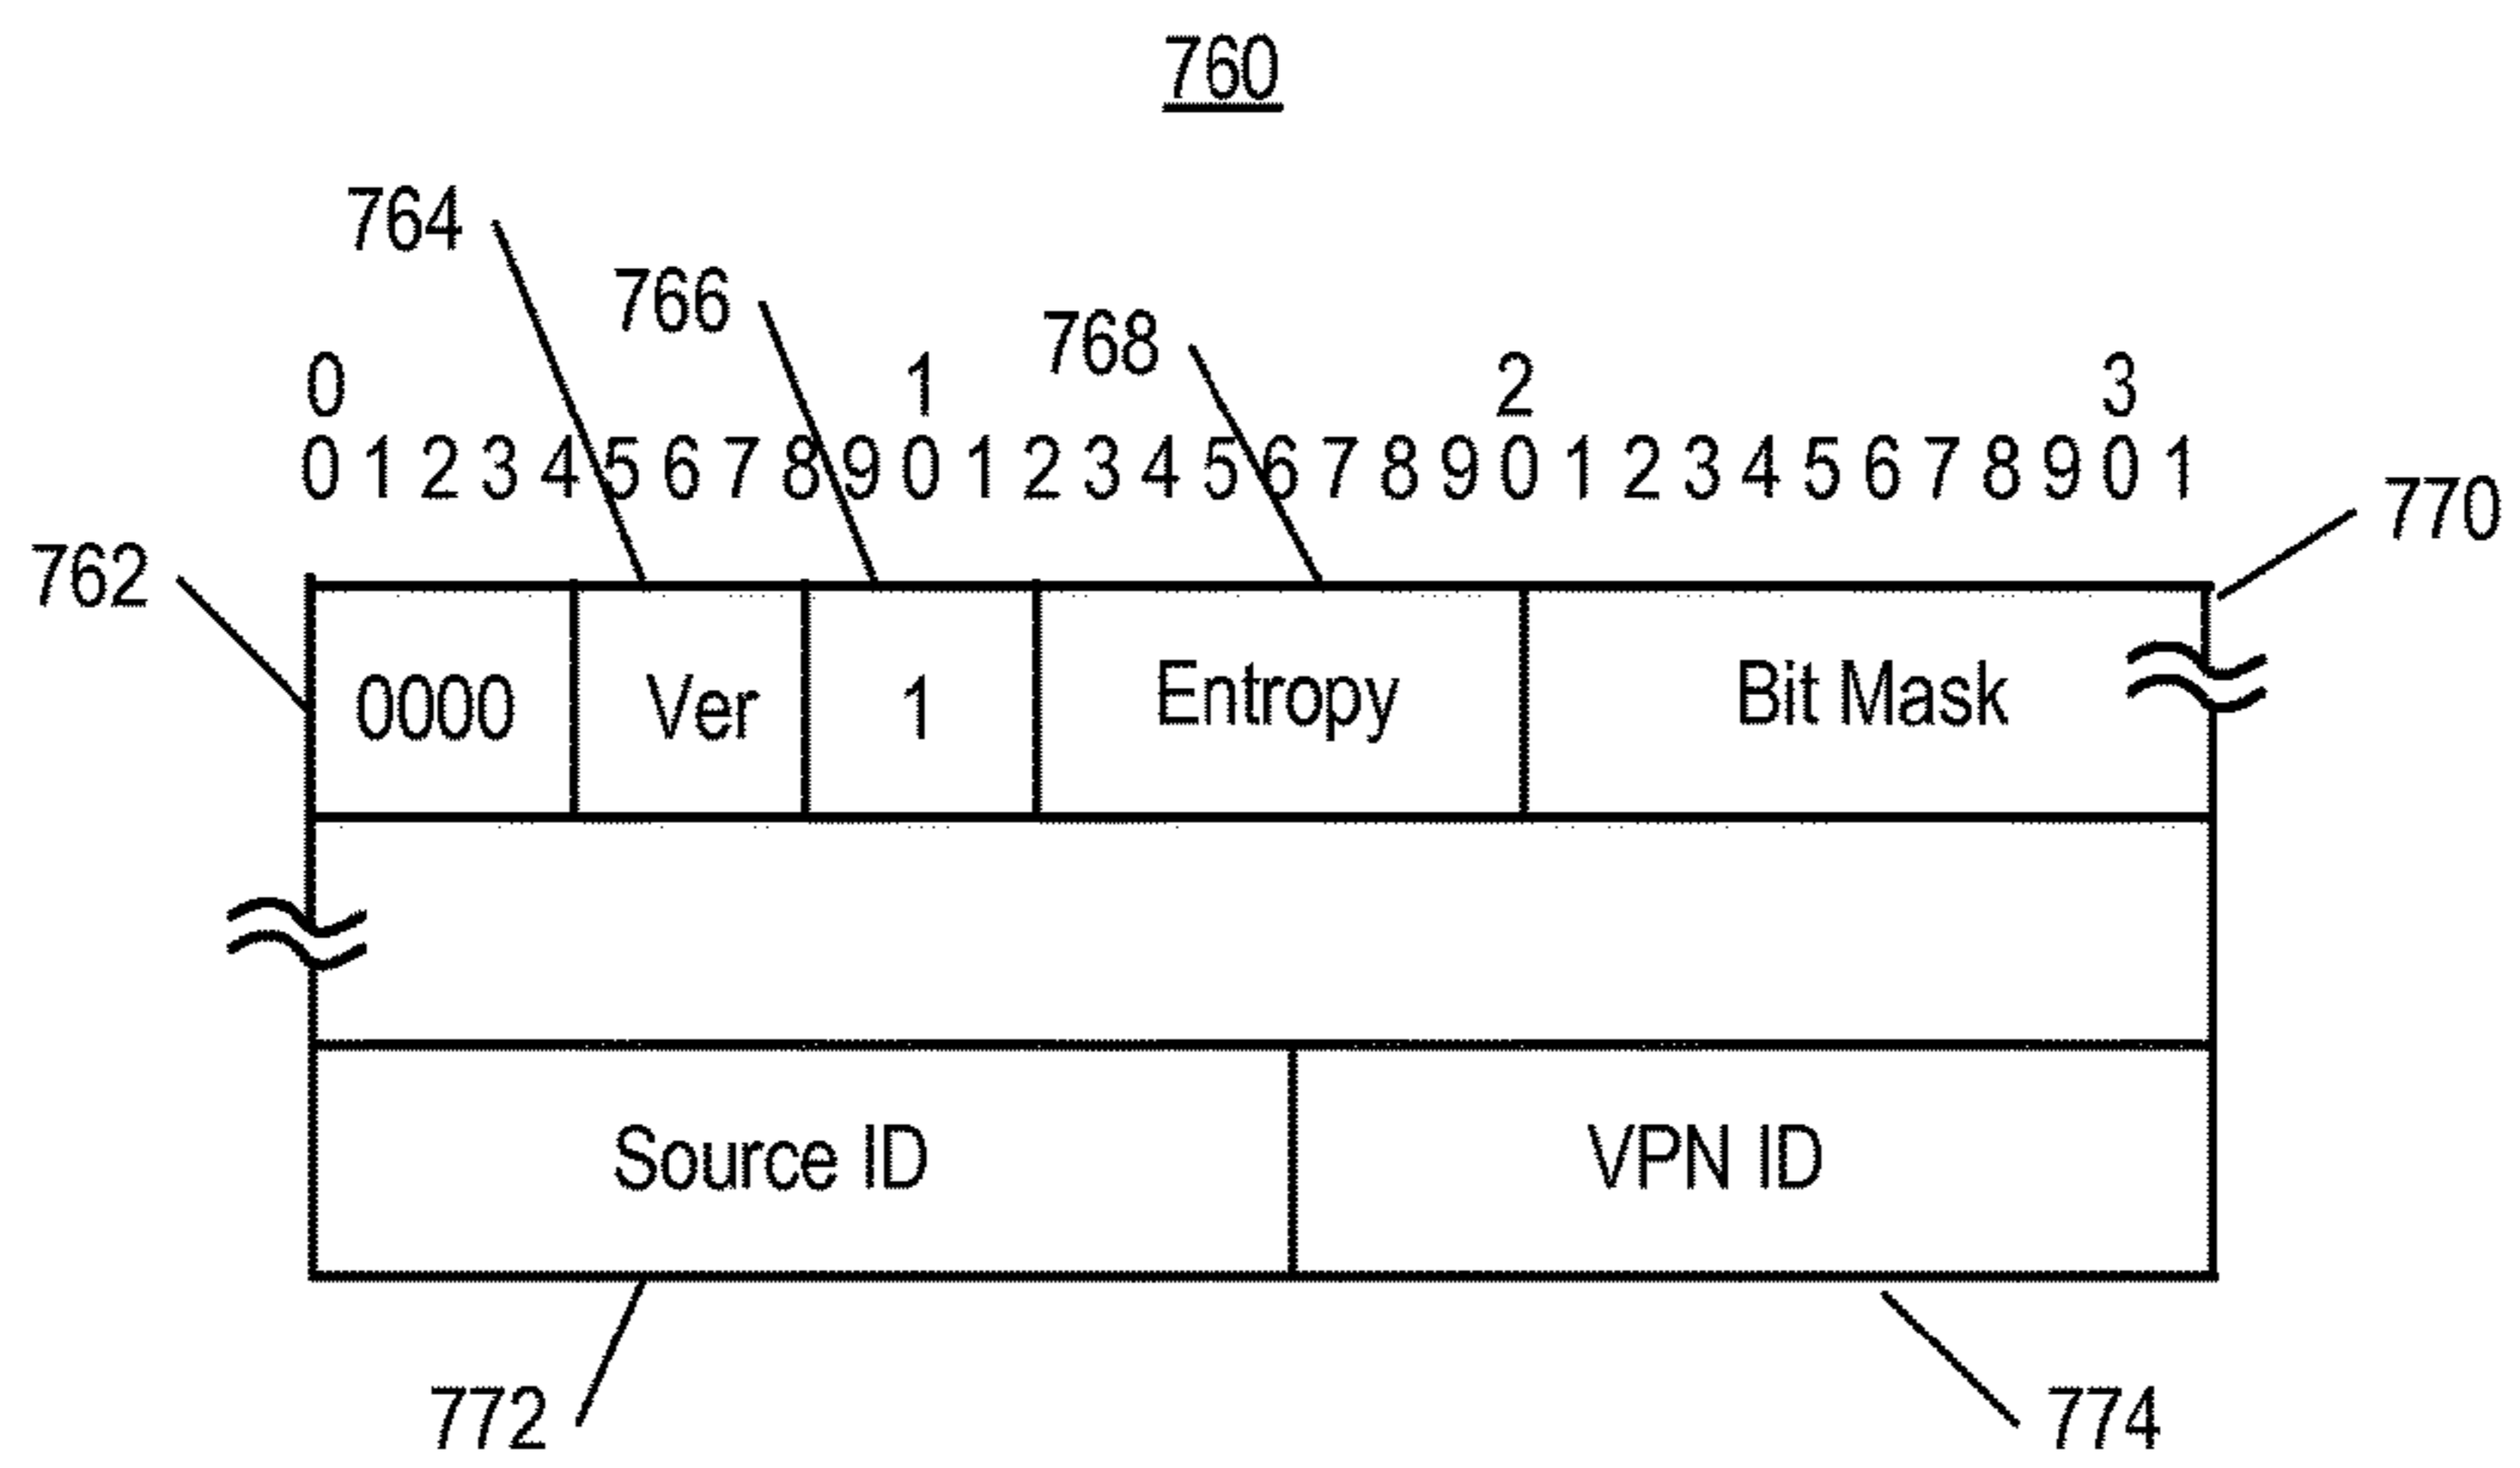 760
764
766
768
0 1 2 3
0 1 2 3 4 5 6 7 8 9 0 1 2 3 4 5 6 7 8 9 0 1 2 3 4 5 6 7 8 9 0 1
770
762
0000 Ver 1 Entropy Bit Mask
Source ID VPN ID
772 774